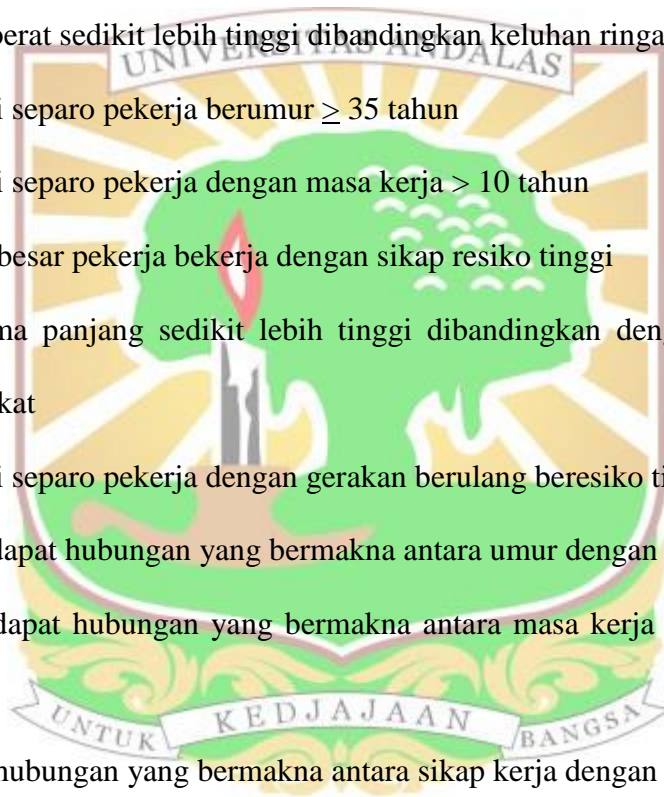 berat sedikit lebih tinggi dibandingkan keluhan ringa
UNIVERSITAS ANDALAS
i separo pekerja berumur ≥ 35 tahun
i separo pekerja dengan masa kerja > 10 tahun
besar pekerja bekerja dengan sikap resiko tinggi
ma panjang sedikit lebih tinggi dibandingkan deng
kat
i separo pekerja dengan gerakan berulang beresiko ti
dapat hubungan yang bermakna antara umur dengan
dapat hubungan yang bermakna antara masa kerja
UNTUK KEDJAJAAN BANGSA
hubungan yang bermakna antara sikap kerja dengan